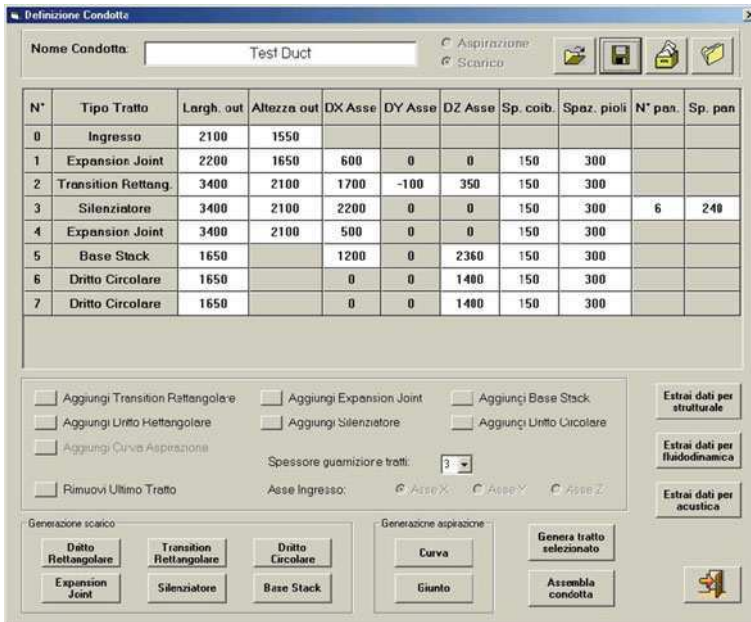 Definizione Condotta
Nome Condotta: Test Duct
Aspirazione
Scarico
N° Tipo Tratto Largh. out Altezza out DX Asse DY Asse DZ Asse Sp. coib. Spaz. pioli N° pan. Sp. pan
0 Ingresso 2100 1550
1 Expansion Joint 2200 1650 600 0 0 150 300
2 Transition Rettang. 3400 2100 1700 -100 350 150 300
3 Silenziatore 3400 2100 2200 0 0 150 300 6 240
4 Expansion Joint 3400 2100 500 0 0 150 300
5 Base Stack 1650 1200 0 2360 150 300
6 Dritto Circolare 1650 0 0 1400 150 300
7 Dritto Circolare 1650 0 0 1400 150 300
Aggiungi Transition Rettangolare Aggiungi Expansion Joint Aggiungi Base Stack
Aggiungi Dritto Rettangolare Aggiungi Silenziatore Aggiungi Dritto Circolare
Aggiungi Curva Aspirazione
Spessore guarnizione tratti: 3
Rimuovi Ultimo Tratto Asse Ingresso: Asse X Asse Y Asse Z
Estrai dati per
strutturale
Estrai dati per
fluidodinamica
Estrai dati per
acustica
Generazione scarico
Dritto
Rettangolare
Transition
Rettangolare
Dritto
Circolare
Expansion
Joint
Silenziatore
Base Stack
Generazione aspirazione
Curva
Giunto
Genera tratto
selezionato
Assembla
condotta